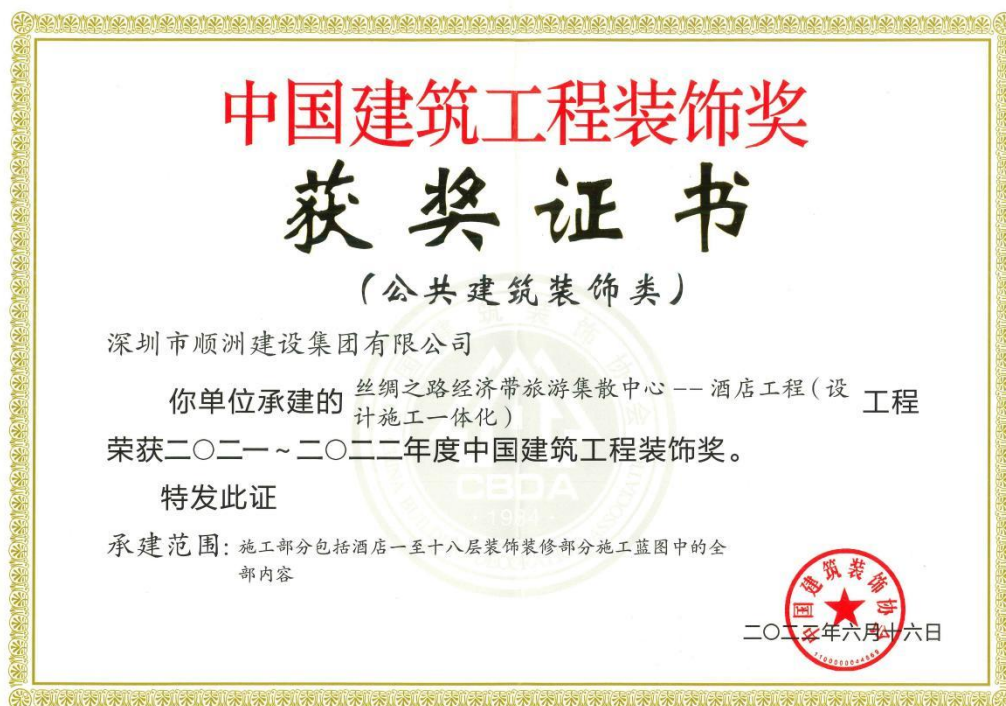 中国建筑工程装饰奖
获奖证书
(公共建筑装饰类)
深圳市顺洲建设集团有限公司
你单位承建的 丝绸之路经济带旅游集散中心--酒店工程(设
计施工一体化) 工程
荣获二〇二一~二〇二二年度中国建筑工程装饰奖。
特发此证
承建范围: 施工部分包括酒店一至十八层装饰装修部分施工蓝图中的全
部内容
中国建筑装饰协会
年六月十六日
CBDA
·1984·